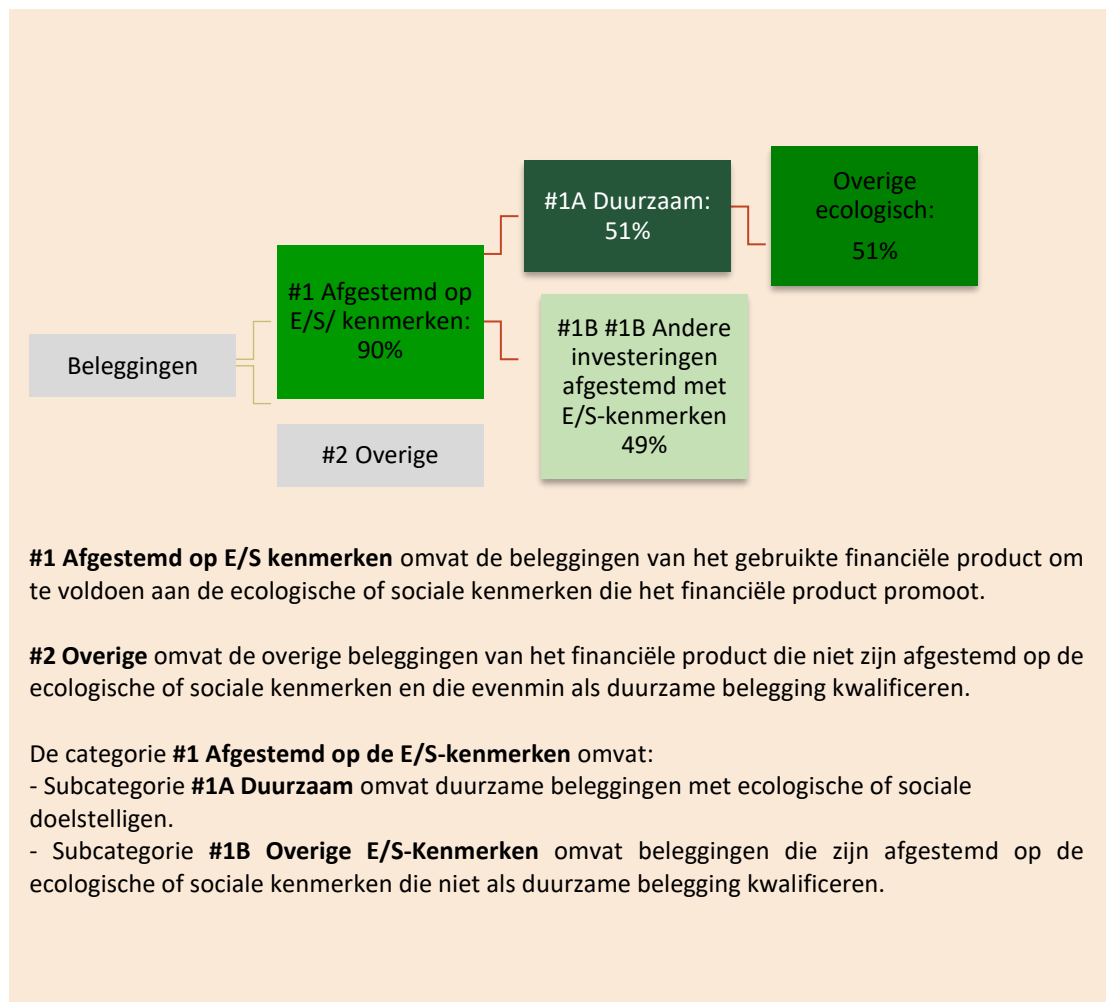 #1A Duurzaam:
51%
Overige
ecologisch:
51%
#1 Afgestemd op
E/S/ kenmerken:
90%
#1B #1B Andere
investeringen
afgestemd met
E/S-kenmerken
49%
Beleggingen
#2 Overige
#1 Afgestemd op E/S kenmerken omvat de beleggingen van het gebruikte financiële product om
te voldoen aan de ecologische of sociale kenmerken die het financiële product promoot.
#2 Overige omvat de overige beleggingen van het financiële product die niet zijn afgestemd op de
ecologische of sociale kenmerken en die evenmin als duurzame belegging kwalificeren.
De categorie #1 Afgestemd op de E/S-kenmerken omvat:
- Subcategorie #1A Duurzaam omvat duurzame beleggingen met ecologische of sociale
doelstelligen.
- Subcategorie #1B Overige E/S-Kenmerken omvat beleggingen die zijn afgestemd op de
ecologische of sociale kenmerken die niet als duurzame belegging kwalificeren.